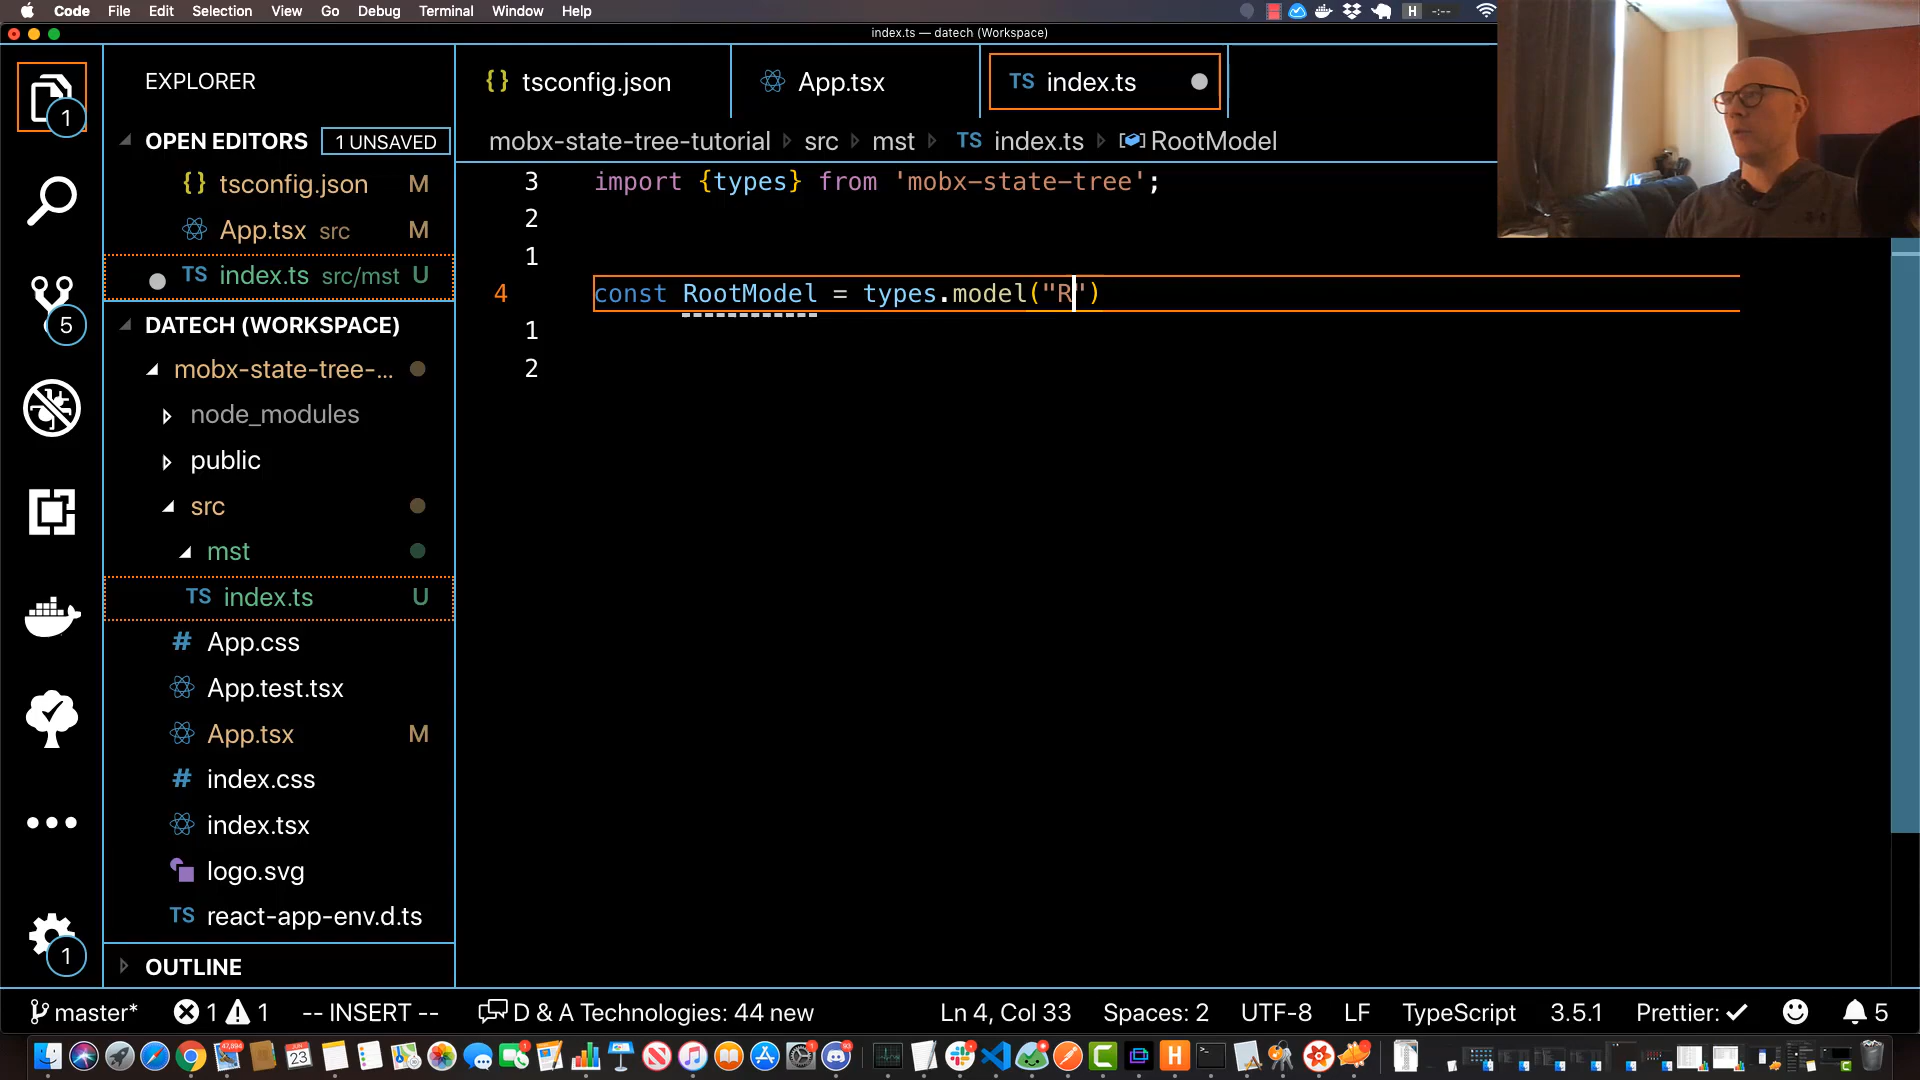 Code File Edit Selection View Go Debug Terminal Window Help
index.ts — datech (Workspace)
EXPLORER
OPEN EDITORS 1 UNSAVED
{} tsconfig.json M
App.tsx src M
TS index.ts src/mst U
DATECH (WORKSPACE)
mobx-state-tree-...
node_modules
public
src
mst
TS index.ts U
# App.css
App.test.tsx
App.tsx M
# index.css
index.tsx
logo.svg
TS react-app-env.d.ts
OUTLINE
1
5
1
{} tsconfig.json App.tsx TS index.ts
mobx-state-tree-tutorial src mst TS index.ts RootModel
3 import {types} from 'mobx-state-tree';
2
1
4 const RootModel = types.model("R")
1
2
master* 1 1 -- INSERT -- D & A Technologies: 44 new Ln 4, Col 33 Spaces: 2 UTF-8 LF TypeScript 3.5.1 Prettier: ✓ 5